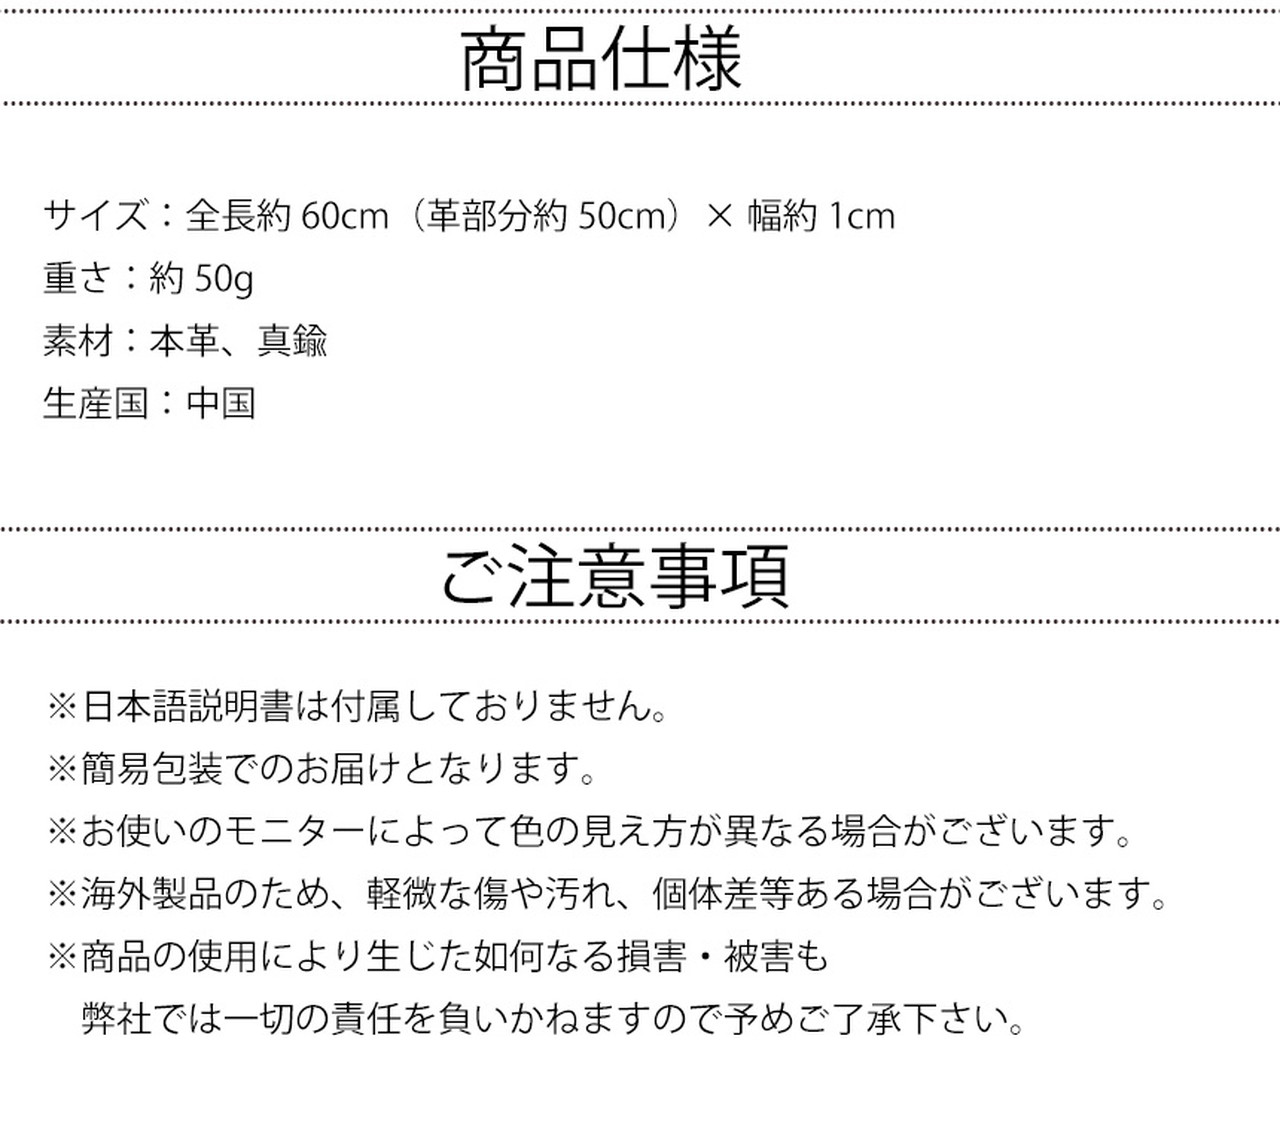 商品仕様
サイズ：全長約 60cm（革部分約 50cm）× 幅約 1cm
重さ：約 50g
素材：本革、真鍮
生産国：中国
ご注意事項
※日本語説明書は付属しておりません。
※簡易包装でのお届けとなります。
※お使いのモニターによって色の見え方が異なる場合がございます。
※海外製品のため、軽微な傷や汚れ、個体差等ある場合がございます。
※商品の使用により生じた如何なる損害・被害も
弊社では一切の責任を負いかねますので予めご了承下さい。